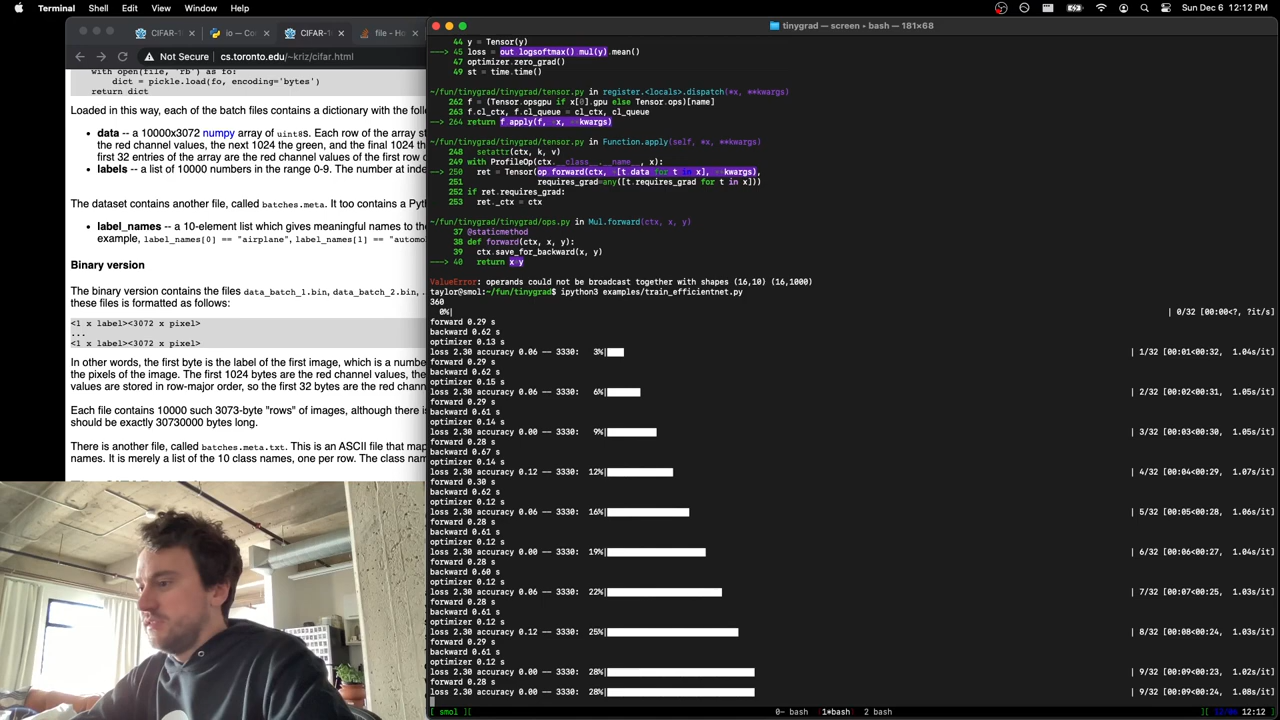 Terminal Shell Edit View Window Help
Sun Dec 6 12:12 PM
CIFAR-1
io — Co
CIFAR-1
file - H
Not Secure | cs.toronto.edu/~kriz/cifar.html
with open(file, 'rb') as fo:
dict = pickle.load(fo, encoding='bytes')
return dict
Loaded in this way, each of the batch files contains a dictionary with the foll
data -- a 10000x3072 numpy array of uint8s. Each row of the array st
the red channel values, the next 1024 the green, and the final 1024 th
first 32 entries of the array are the red channel values of the first row o
labels -- a list of 10000 numbers in the range 0-9. The number at inde
The dataset contains another file, called batches.meta. It too contains a Pyt
label_names -- a 10-element list which gives meaningful names to the
example, label_names[0] == "airplane", label_names[1] == "automo
Binary version
The binary version contains the files data_batch_1.bin, data_batch_2.bin, .
these files is formatted as follows:
<1 x label><3072 x pixel>
...
<1 x label><3072 x pixel>
In other words, the first byte is the label of the first image, which is a numbe
the pixels of the image. The first 1024 bytes are the red channel values, the
values are stored in row-major order, so the first 32 bytes are the red chann
Each file contains 10000 such 3073-byte "rows" of images, although there is
should be exactly 30730000 bytes long.
There is another file, called batches.meta.txt. This is an ASCII file that map
names. It is merely a list of the 10 class names, one per row. The class nam
tinygrad — screen ▸ bash — 181×68
44 y = Tensor(y)
---> 45 loss = out.logsoftmax().mul(y).mean()
47 optimizer.zero_grad()
49 st = time.time()
~/fun/tinygrad/tinygrad/tensor.py in register.<locals>.dispatch(*x, **kwargs)
262 f = (Tensor.opsgpu if x[0].gpu else Tensor.ops)[name]
263 f.cl_ctx, f.cl_queue = cl_ctx, cl_queue
---> 264 return f.apply(f, *x, **kwargs)
~/fun/tinygrad/tinygrad/tensor.py in Function.apply(self, *x, **kwargs)
248 setattr(ctx, k, v)
249 with ProfileOp(ctx.__class__.__name__, x):
---> 250 ret = Tensor(op.forward(ctx, *[t.data for t in x], **kwargs),
251 requires_grad=any([t.requires_grad for t in x]))
252 if ret.requires_grad:
253 ret._ctx = ctx
~/fun/tinygrad/tinygrad/ops.py in Mul.forward(ctx, x, y)
37 @staticmethod
38 def forward(ctx, x, y):
39 ctx.save_for_backward(x, y)
---> 40 return x*y
ValueError: operands could not be broadcast together with shapes (16,10) (16,1000)
taylor@smol:~/fun/tinygrad$ ipython3 examples/train_efficientnet.py
360
0%| | 0/32 [00:00<?, ?it/s]
forward 0.29 s
backward 0.62 s
optimizer 0.13 s
loss 2.30 accuracy 0.06 -- 3330: 3%| | 1/32 [00:01<00:32, 1.04s/it]
forward 0.29 s
backward 0.62 s
optimizer 0.15 s
loss 2.30 accuracy 0.06 -- 3330: 6%| | 2/32 [00:02<00:31, 1.05s/it]
forward 0.29 s
backward 0.61 s
optimizer 0.14 s
loss 2.30 accuracy 0.00 -- 3330: 9%| | 3/32 [00:03<00:30, 1.05s/it]
forward 0.28 s
backward 0.67 s
optimizer 0.14 s
loss 2.30 accuracy 0.12 -- 3330: 12%| | 4/32 [00:04<00:29, 1.07s/it]
forward 0.30 s
backward 0.62 s
optimizer 0.12 s
loss 2.30 accuracy 0.06 -- 3330: 16%| | 5/32 [00:05<00:28, 1.06s/it]
forward 0.28 s
backward 0.61 s
optimizer 0.12 s
loss 2.30 accuracy 0.00 -- 3330: 19%| | 6/32 [00:06<00:27, 1.04s/it]
forward 0.28 s
backward 0.60 s
optimizer 0.12 s
loss 2.30 accuracy 0.06 -- 3330: 22%| | 7/32 [00:07<00:25, 1.03s/it]
forward 0.28 s
backward 0.61 s
optimizer 0.12 s
loss 2.30 accuracy 0.12 -- 3330: 25%| | 8/32 [00:08<00:24, 1.03s/it]
forward 0.29 s
backward 0.61 s
optimizer 0.12 s
loss 2.30 accuracy 0.00 -- 3330: 28%| | 9/32 [00:09<00:23, 1.02s/it]
forward 0.28 s
loss 2.30 accuracy 0.00 -- 3330: 28%| | 9/32 [00:09<00:24, 1.08s/it]
[ smol ][ 0- bash (1*bash) 2 bash ][ 12/06 12:12 ]